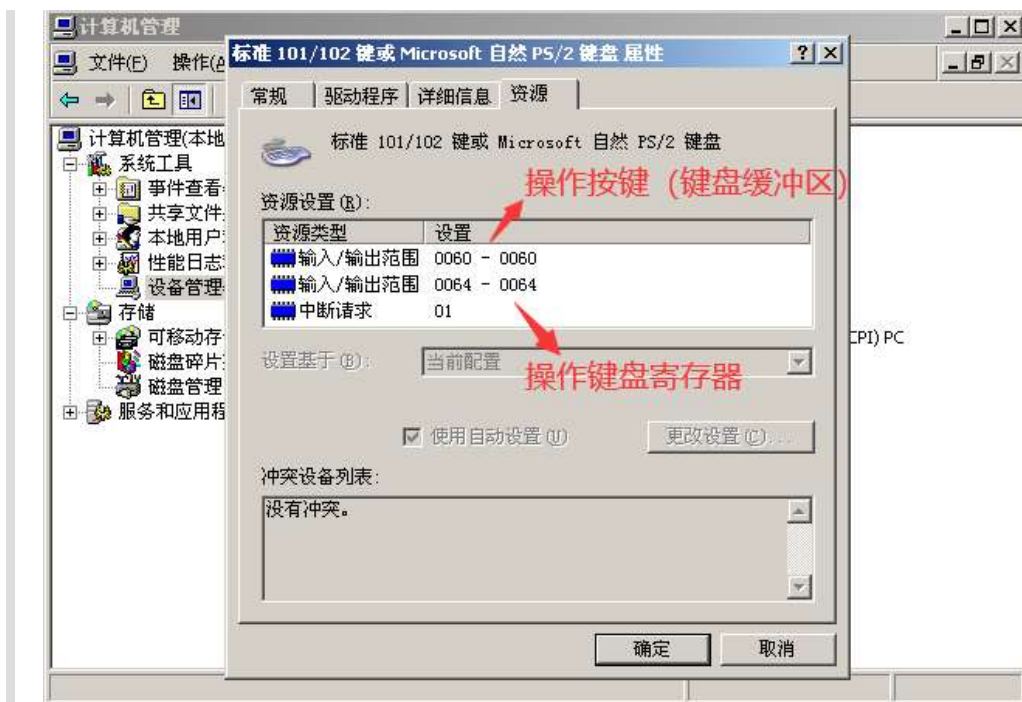 计算机管理
文件(F) 操作(A
标准 101/102 键或 Microsoft 自然 PS/2 键盘 属性
常规 驱动程序 详细信息 资源
标准 101/102 键或 Microsoft 自然 PS/2 键盘
操作按键（键盘缓冲区）
资源设置(R):
资源类型 设置
输入/输出范围 0060 - 0060
输入/输出范围 0064 - 0064
中断请求 01
设置基于(B): 当前配置
操作键盘寄存器
使用自动设置(U) 更改设置(C)...
冲突设备列表:
没有冲突。
确定 取消
计算机管理(本地
系统工具
事件查看
共享文件
本地用户
性能日志
设备管理
存储
可移动存
磁盘碎片
磁盘管理
服务和应用程
CPI) PC